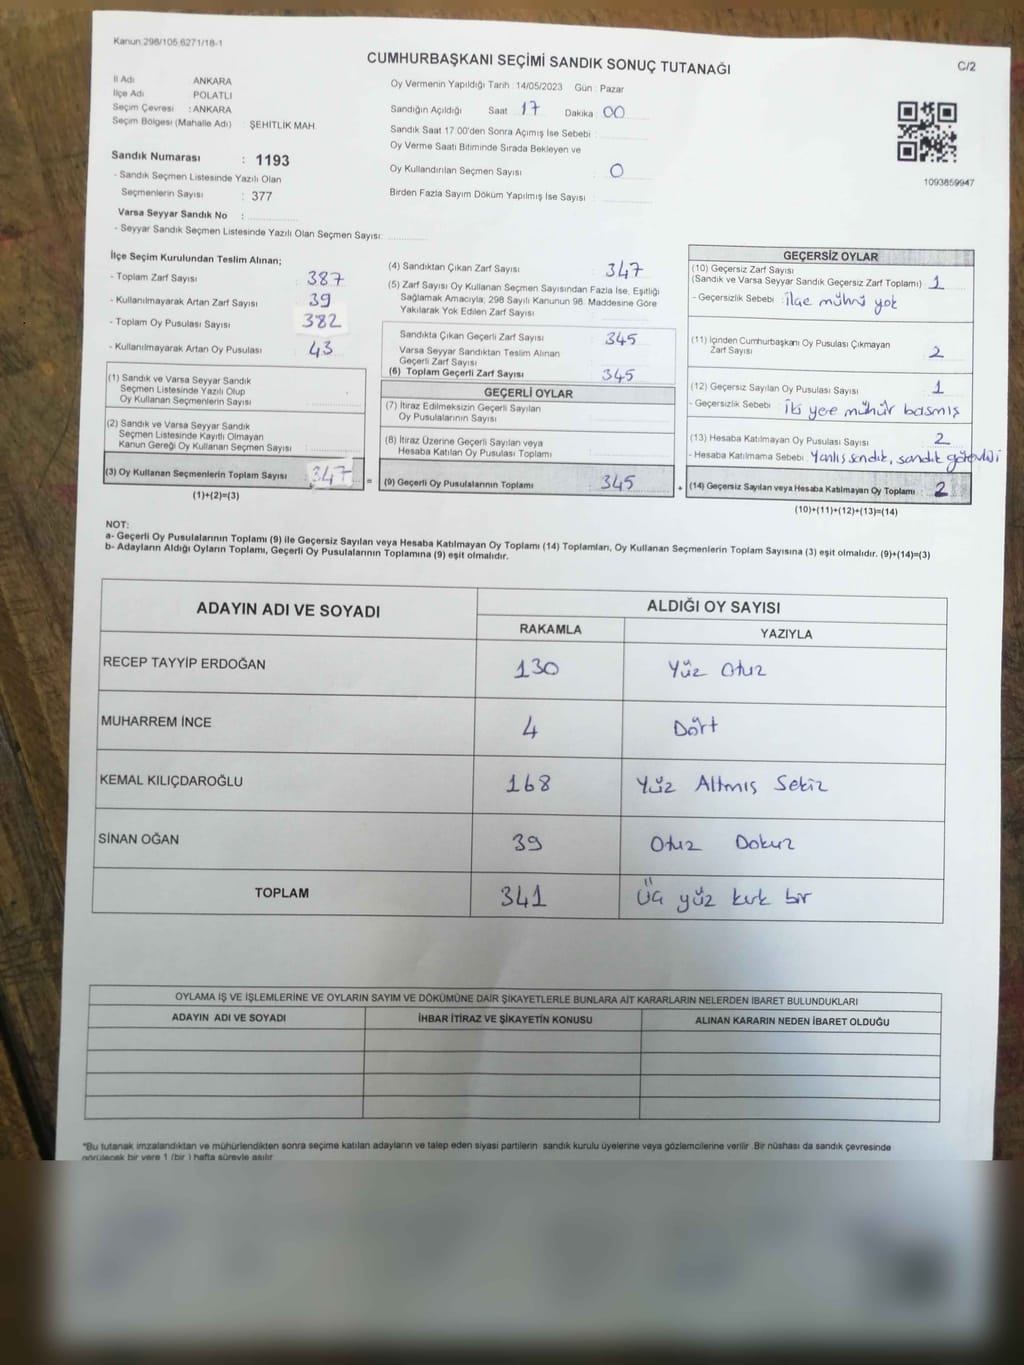 Kanun.298/105,6271/18-1
CUMHURBAŞKANI SEÇİMİ SANDIK SONUÇ TUTANAĞI
C/2
İl Adı ANKARA
İlçe Adı POLATLI
Seçim Çevresi : ANKARA
Seçim Bölgesi (Mahalle Adı) : ŞEHİTLİK MAH.
Sandık Numarası : 1193
- Sandık Seçmen Listesinde Yazılı Olan
Seçmenlerin Sayısı : 377
Varsa Seyyar Sandık No :
- Seyyar Sandık Seçmen Listesinde Yazılı Olan Seçmen Sayısı:
Oy Vermenin Yapıldığı Tarih : 14/05/2023 Gün : Pazar
Sandığın Açıldığı Saat 17 Dakika 00
Sandık Saat 17.00'den Sonra Açımış İse Sebebi :
Oy Verme Saati Bitiminde Sırada Bekleyen ve
Oy Kullandırılan Seçmen Sayısı : 0
Birden Fazla Sayım Döküm Yapılmış İse Sayısı :
1093859947
İlçe Seçim Kurulundan Teslim Alınan;
- Toplam Zarf Sayısı : 387
- Kullanılmayarak Artan Zarf Sayısı : 39
- Toplam Oy Pusulası Sayısı : 382
- Kullanılmayarak Artan Oy Pusulası : 43
(1) Sandık ve Varsa Seyyar Sandık
Seçmen Listesinde Yazılı Olup
Oy Kullanan Seçmenlerin Sayısı :
(2) Sandık ve Varsa Seyyar Sandık
Seçmen Listesinde Kayıtlı Olmayan
Kanun Gereği Oy Kullanan Seçmen Sayısı :
(3) Oy Kullanan Seçmenlerin Toplam Sayısı : 347
(1)+(2)=(3)
=
(4) Sandıktan Çıkan Zarf Sayısı : 347
(5) Zarf Sayısı Oy Kullanan Seçmen Sayısından Fazla İse, Eşitliği
Sağlamak Amacıyla; 298 Sayılı Kanunun 98. Maddesine Göre
Yakılarak Yok Edilen Zarf Sayısı :
Sandıkta Çıkan Geçerli Zarf Sayısı : 345
Varsa Seyyar Sandıktan Teslim Alınan
Geçerli Zarf Sayısı :
(6) Toplam Geçerli Zarf Sayısı : 345
GEÇERLİ OYLAR
(7) İtiraz Edilmeksizin Geçerli Sayılan
Oy Pusulalarının Sayısı :
(8) İtiraz Üzerine Geçerli Sayılan veya
Hesaba Katılan Oy Pusulası Toplamı :
(9) Geçerli Oy Pusulalarının Toplamı : 345
+
GEÇERSİZ OYLAR
(10) Geçersiz Zarf Sayısı
(Sandık ve Varsa Seyyar Sandık Geçersiz Zarf Toplamı) : 1
- Geçersizlik Sebebi : ilçe mührü yok
(11) İçinden Cumhurbaşkanı Oy Pusulası Çıkmayan
Zarf Sayısı : 2
(12) Geçersiz Sayılan Oy Pusulası Sayısı : 1
- Geçersizlik Sebebi : iki yere mühür basmış
(13) Hesaba Katılmayan Oy Pusulası Sayısı : 2
- Hesaba Katılmama Sebebi : Yanlış sandık, sandık görevlisi
(14) Geçersiz Sayılan veya Hesaba Katılmayan Oy Toplamı : 2
(10)+(11)+(12)+(13)=(14)
NOT:
a- Geçerli Oy Pusulasının Toplamı (9) ile Geçersiz Sayılan veya Hesaba Katılmayan Oy Toplamı (14) Toplamları, Oy Kullanan Seçmenlerin Toplam Sayısına (3) eşit olmalıdır. (9)+(14)=(3)
b- Adayların Aldığı Oyların Toplamı, Geçerli Oy Pusulalarının Toplamına (9) eşit olmalıdır.
ADAYIN ADI VE SOYADI
ALDIĞI OY SAYISI
RAKAMLA YAZIYLA
RECEP TAYYİP ERDOĞAN 130 Yüz Otuz
MUHARREM İNCE 4 Dört
KEMAL KILIÇDAROĞLU 168 Yüz Altmış Sekiz
SİNAN OĞAN 39 Otuz Dokuz
TOPLAM 341 Üç yüz kırk bir
OYLAMA İŞ VE İŞLEMLERİNE VE OYLARIN SAYIM VE DÖKÜMÜNE DAİR ŞİKAYETLERLE BUNLARA AİT KARARLARIN NELERDEN İBARET BULUNDUKLARI
ADAYIN ADI VE SOYADI İHBAR İTİRAZ VE ŞİKAYETİN KONUSU ALINAN KARARIN NEDEN İBARET OLDUĞU
*Bu tutanak imzalandıktan ve mühürlendikten sonra seçime katılan adayların ve talep eden siyasi partilerin sandık kurulu üyelerine veya gözlemcilerine verilir .Bir nüshası da sandık çevresinde
görülecek bir yere 1 (bir ) hafta süreyle asılır